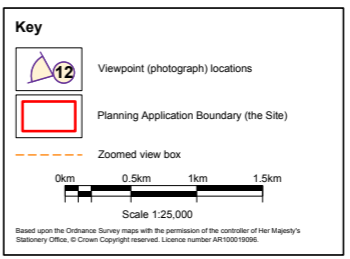 Key
12
Viewpoint (photograph) locations
Planning Application Boundary (the Site)
Zoomed view box
0km 0.5km 1km 1.5km
Scale 1:25,000
Based upon the Ordnance Survey maps with the permission of the controller of Her Majesty's
Stationery Office, © Crown Copyright reserved. Licence number AR100019096.